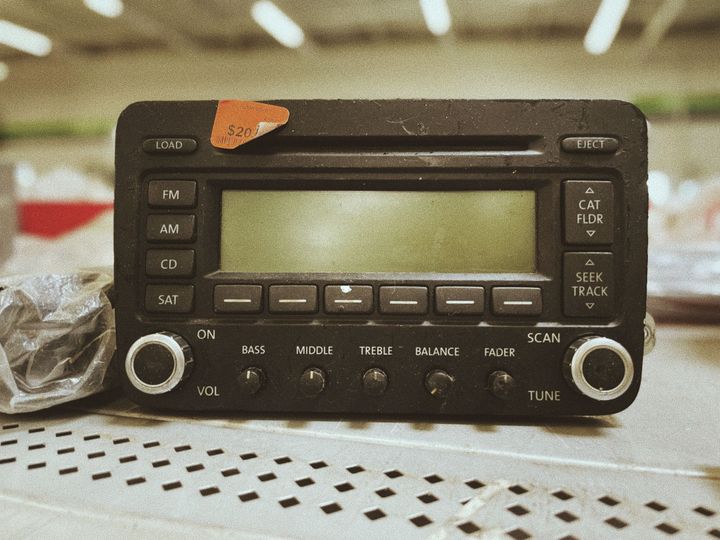 $20
LOAD
EJECT
FM
AM
CD
SAT
CAT
FLDR
SEEK
TRACK
ON
VOL
BASS
MIDDLE
TREBLE
BALANCE
FADER
SCAN
TUNE